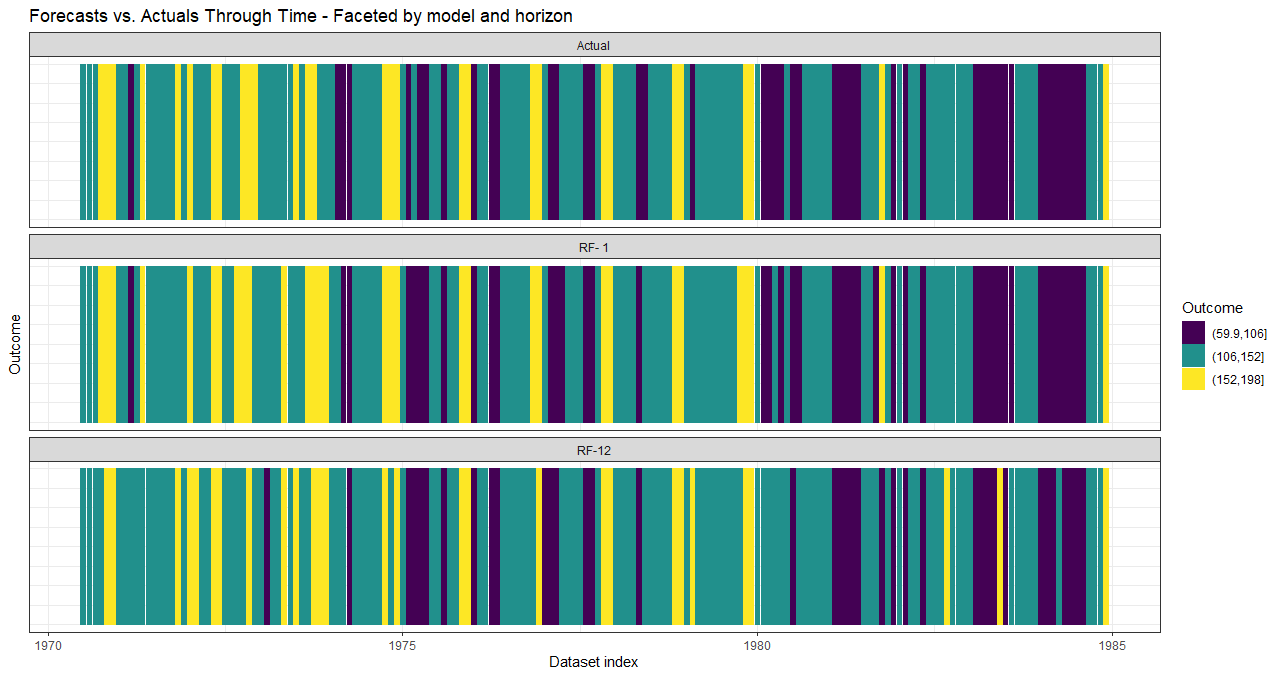 Forecasts vs. Actuals Through Time - Faceted by model and horizon
Actual
RF- 1
RF-12
Outcome
1970
1975
1980
1985
Dataset index
Outcome
(59.9,106]
(106,152]
(152,198]